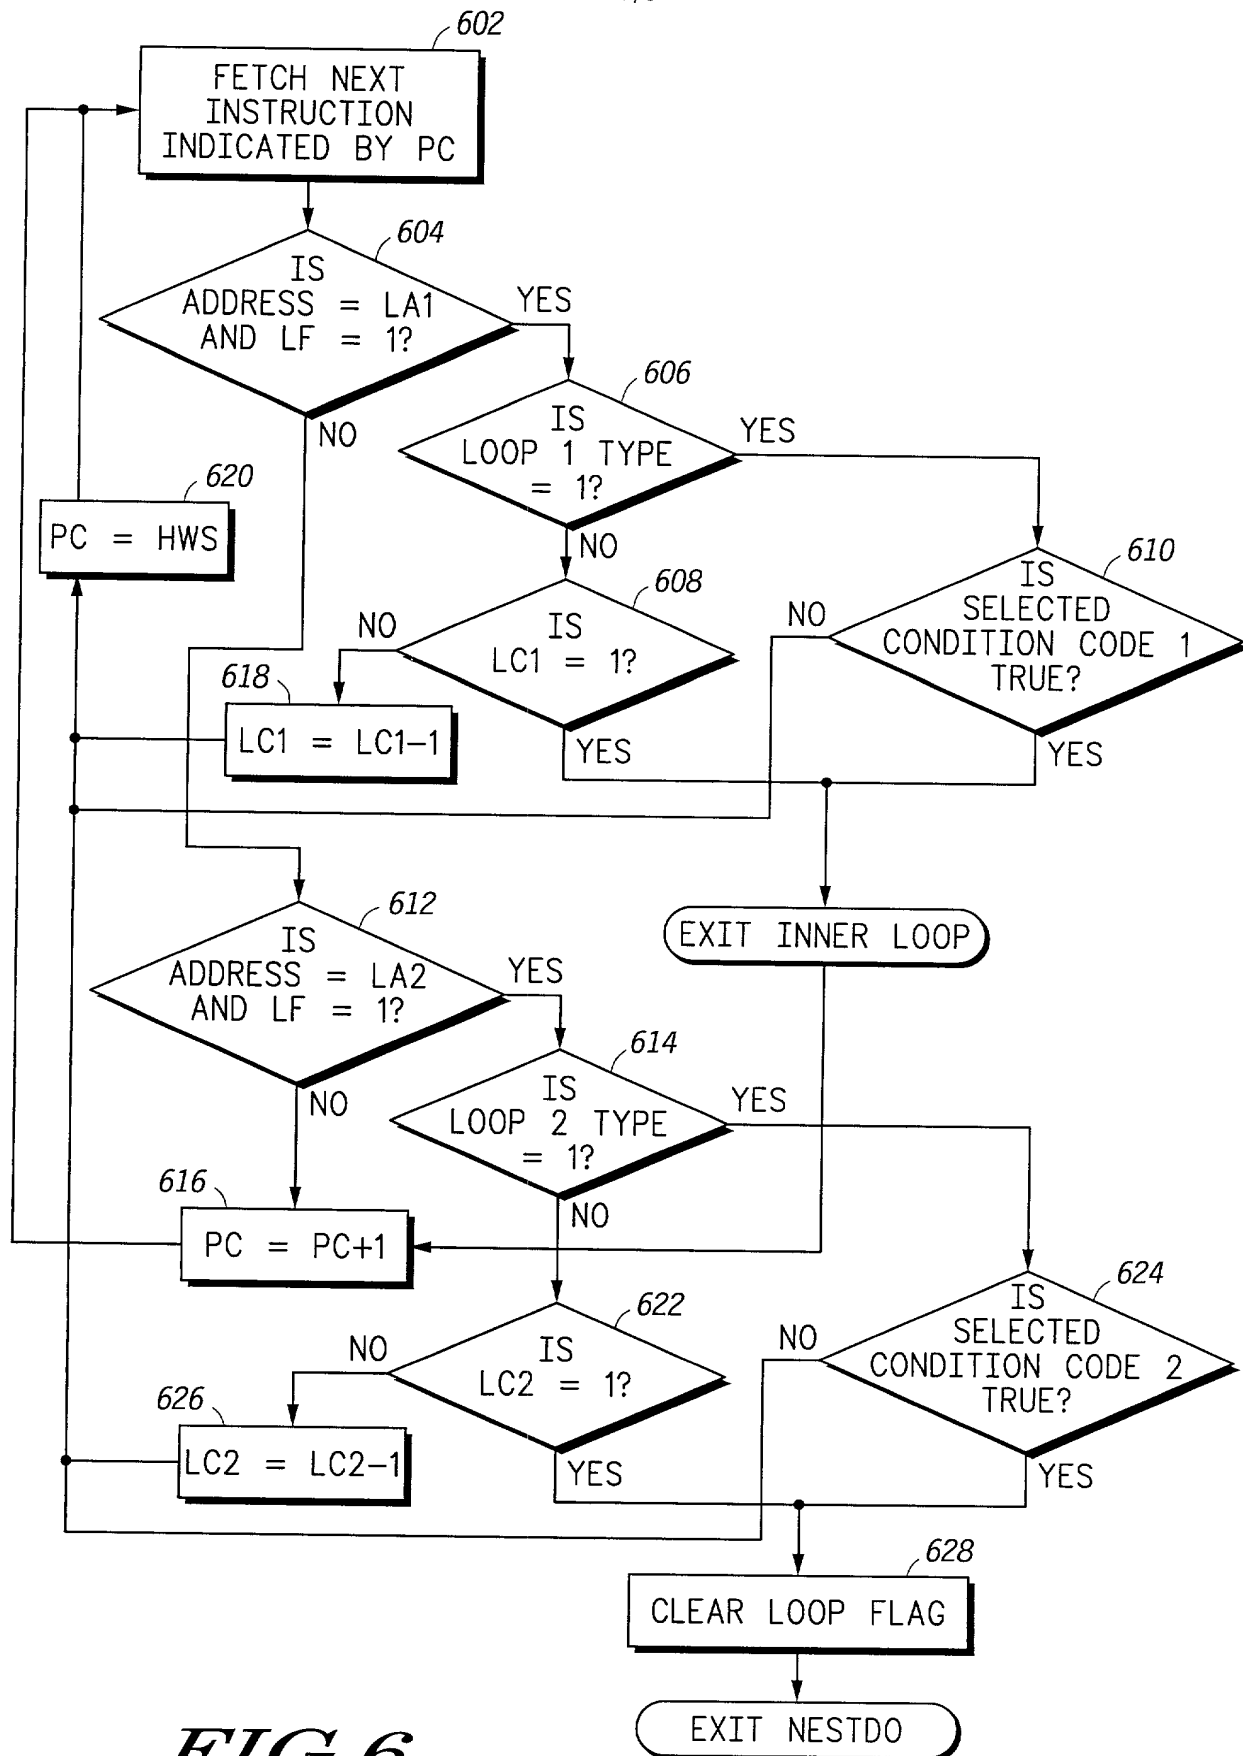 602
FETCH NEXT
INSTRUCTION
INDICATED BY PC
604
IS
ADDRESS = LA1
AND LF = 1?
YES
NO
606
IS
LOOP 1 TYPE
= 1?
YES
NO
620
PC = HWS
608
IS
LC1 = 1?
NO
YES
610
IS
SELECTED
CONDITION CODE 1
TRUE?
NO
YES
618
LC1 = LC1-1
EXIT INNER LOOP
612
IS
ADDRESS = LA2
AND LF = 1?
YES
NO
614
IS
LOOP 2 TYPE
= 1?
YES
NO
616
PC = PC+1
622
IS
LC2 = 1?
NO
YES
624
IS
SELECTED
CONDITION CODE 2
TRUE?
NO
YES
626
LC2 = LC2-1
628
CLEAR LOOP FLAG
EXIT NESTDO
FIG.6